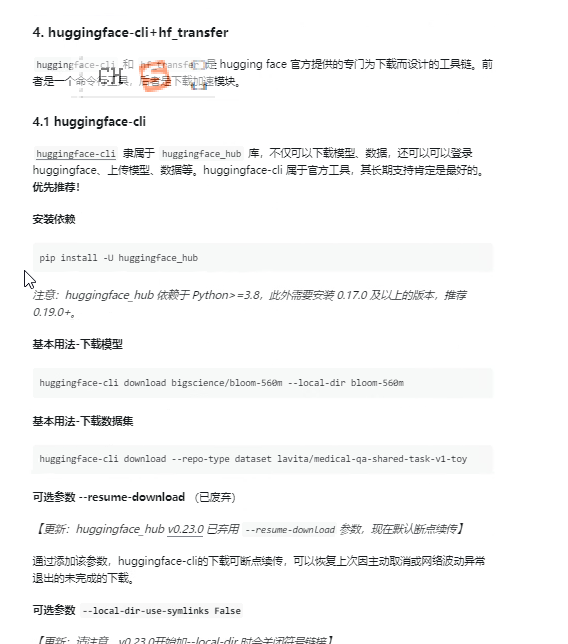 4. huggingface-cli+hf_transfer
huggingface-cli 和 hf_transfer 是 hugging face 官方提供的专门为下载而设计的工具链。前
者是一个命令行工具，后者是下载加速模块。
4.1 huggingface-cli
huggingface-cli 隶属于 huggingface_hub 库，不仅可以下载模型、数据，还可以可以登录
huggingface、上传模型、数据等。huggingface-cli 属于官方工具，其长期支持肯定是最好的。
优先推荐！
安装依赖
pip install -U huggingface_hub
注意：huggingface_hub 依赖于 Python>=3.8，此外需要安装 0.17.0 及以上的版本，推荐
0.19.0+。
基本用法-下载模型
huggingface-cli download bigscience/bloom-560m --local-dir bloom-560m
基本用法-下载数据集
huggingface-cli download --repo-type dataset lavita/medical-qa-shared-task-v1-toy
可选参数 --resume-download （已废弃）
【更新：huggingface_hub v0.23.0 已弃用 --resume-download 参数，现在默认断点续传】
通过添加该参数，huggingface-cli的下载可断点续传，可以恢复上次因主动取消或网络波动异常
退出的未完成的下载。
可选参数 --local-dir-use-symlinks False
【更新：请注意，v0.23.0开始加--local-dir 时会关闭符号链接】